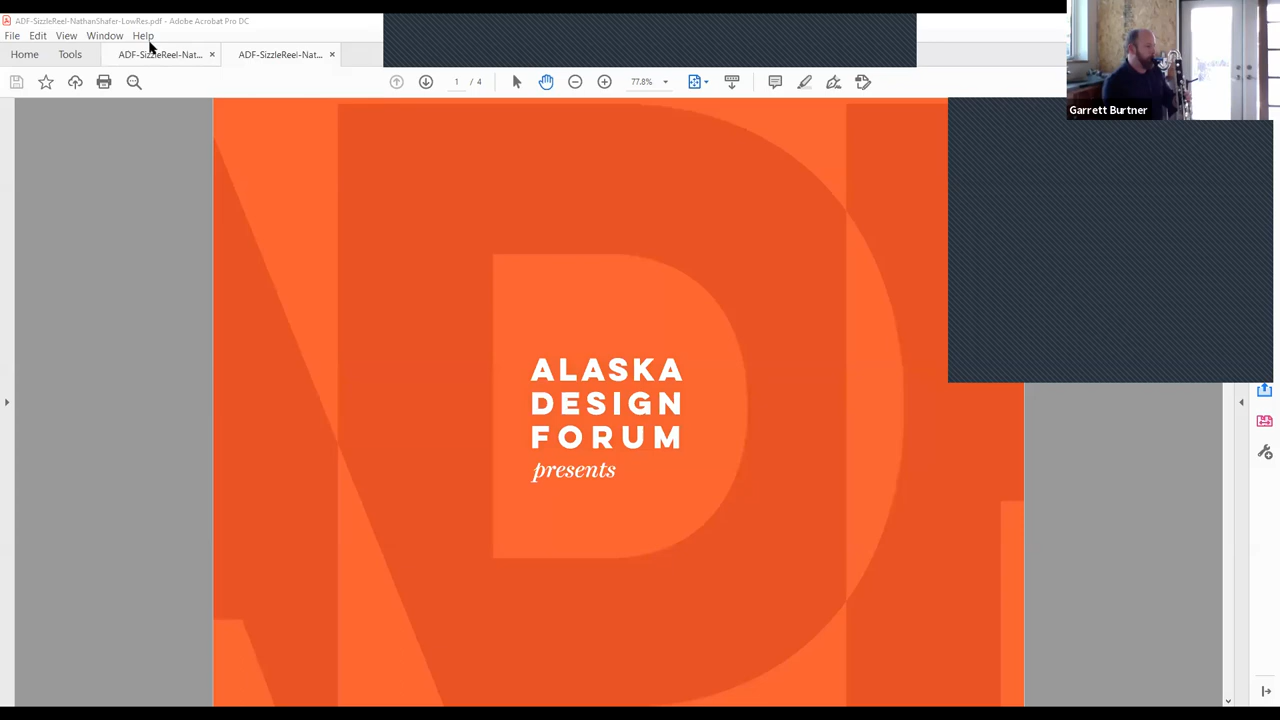 ADF-SizzleReel-NathanShafer-LowRes.pdf - Adobe Acrobat Pro DC
File Edit View Window Help
Home Tools ADF-SizzleReel-Nat... × ADF-SizzleReel-Nat... ×
1 / 4 77.8%
Garrett Burtner
ALASKA
DESIGN
FORUM
presents